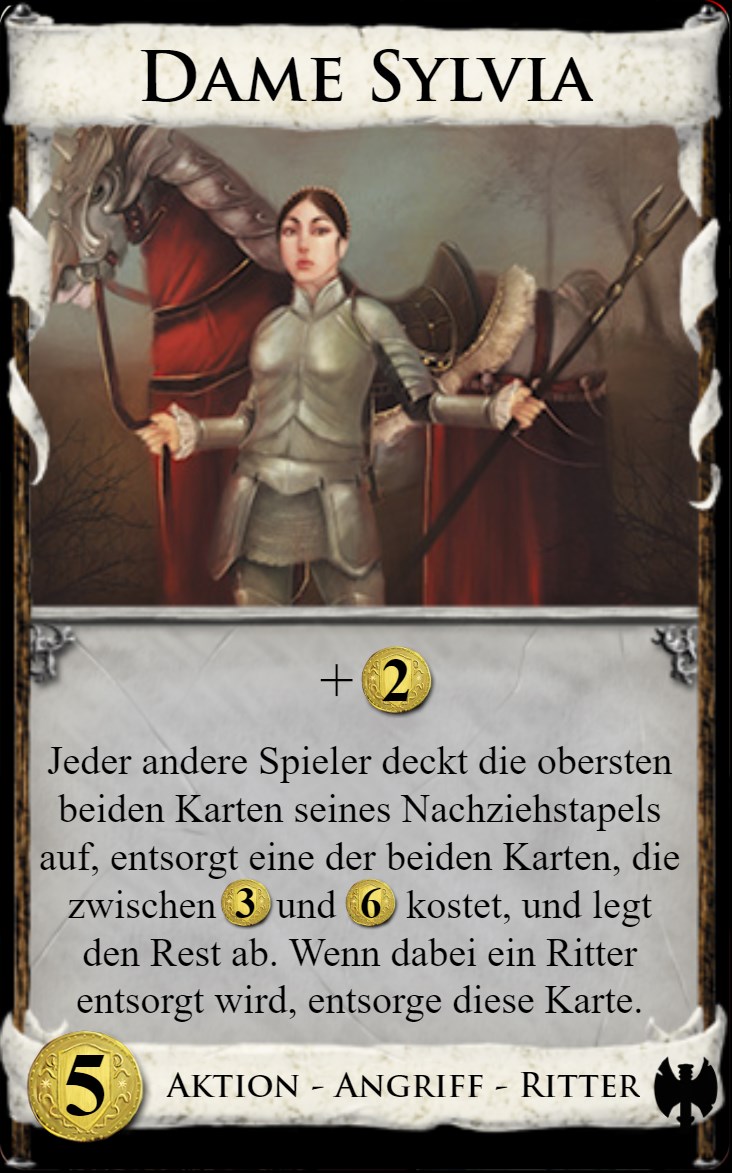 Dame Sylvia
+ 2
Jeder andere Spieler deckt die obersten
beiden Karten seines Nachziehstapels
auf, entsorgt eine der beiden Karten, die
zwischen 3 und 6 kostet, und legt
den Rest ab. Wenn dabei ein Ritter
entsorgt wird, entsorge diese Karte.
5 Aktion - Angriff - Ritter